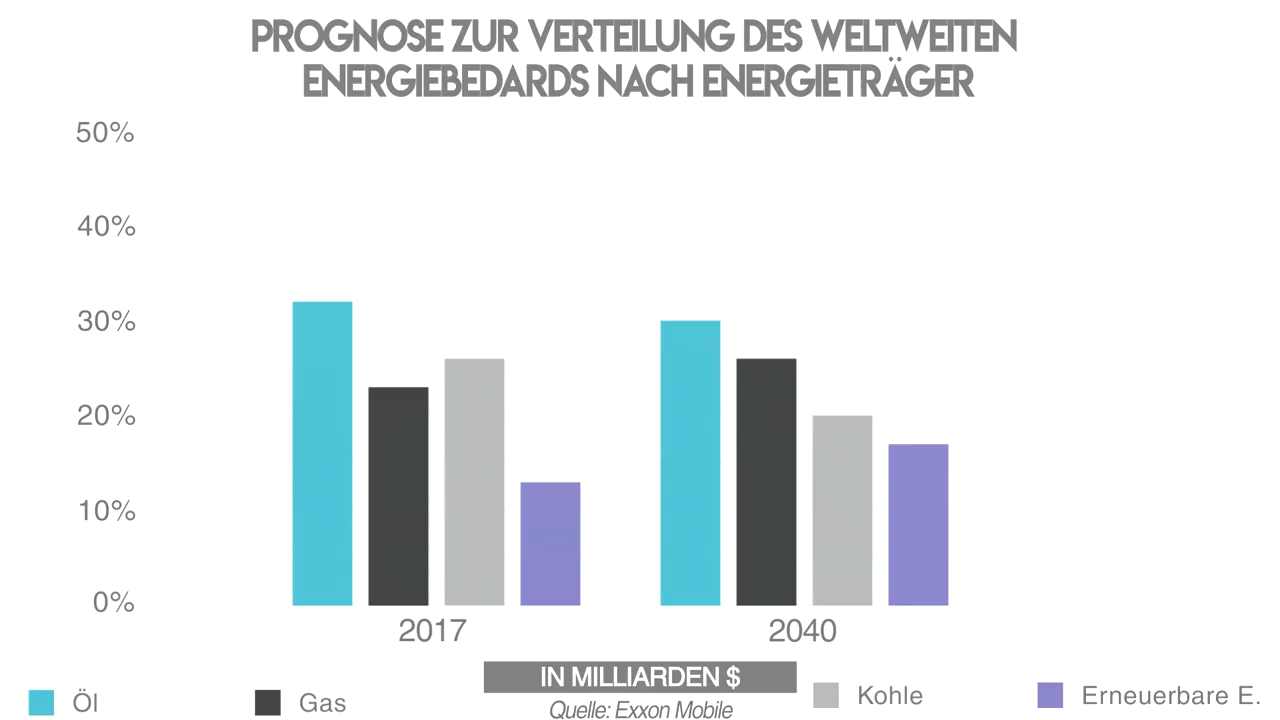 PROGNOSE ZUR VERTEILUNG DES WELTWEITEN
ENERGIEBEDARDS NACH ENERGIETRÄGER
50%
40%
30%
20%
10%
0%
2017
2040
IN MILLIARDEN $
Quelle: Exxon Mobile
Öl
Gas
Kohle
Erneuerbare E.